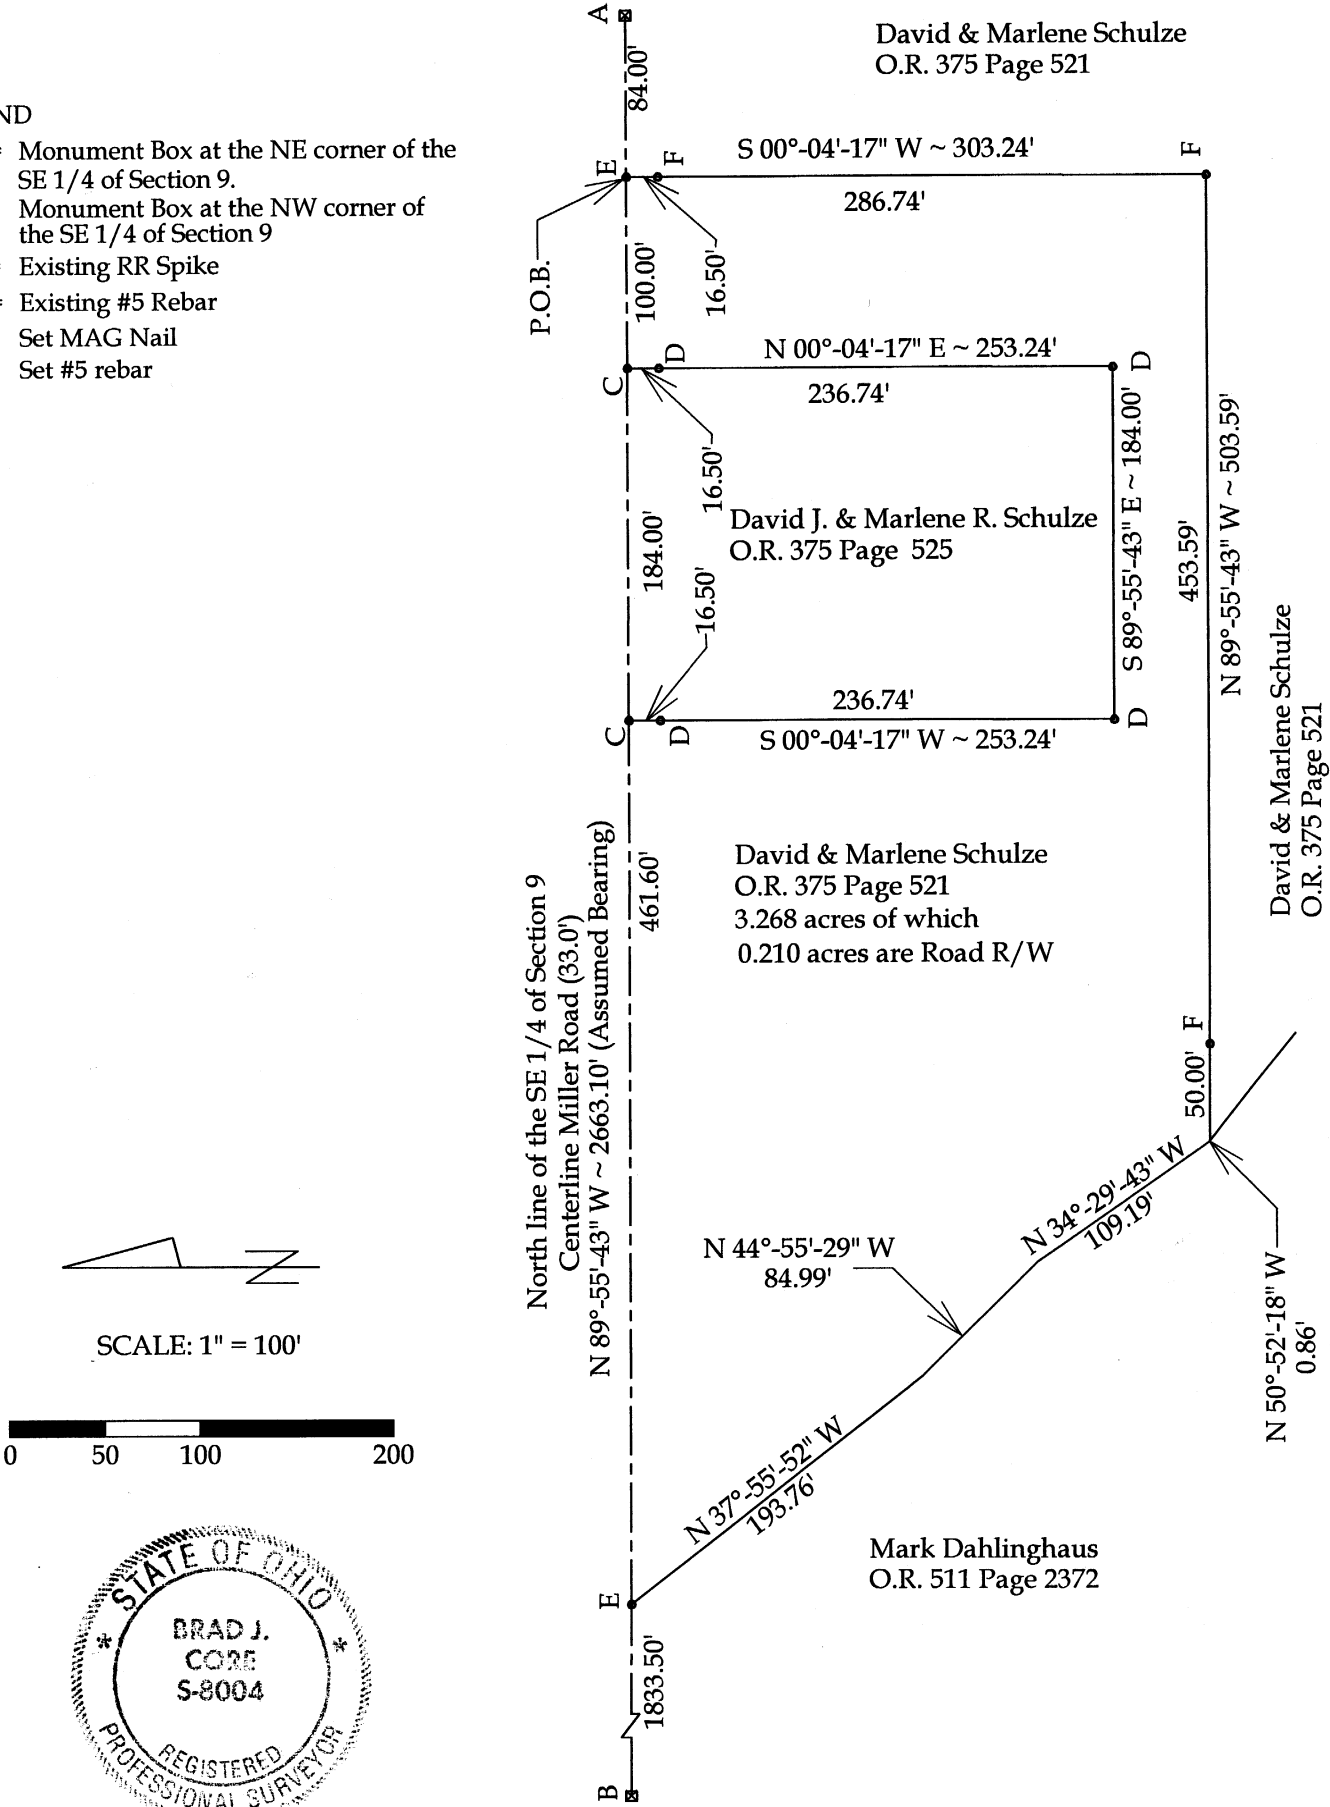 A
84.00'
David & Marlene Schulze
O.R. 375 Page 521
ND
= Monument Box at the NE corner of the
SE 1/4 of Section 9.
Monument Box at the NW corner of
the SE 1/4 of Section 9
= Existing RR Spike
= Existing #5 Rebar
Set MAG Nail
Set #5 rebar
E
F
S 00°-04'-17" W ~ 303.24'
F
286.74'
P.O.B.
100.00'
16.50'
C
D
N 00°-04'-17" E ~ 253.24'
D
236.74'
16.50'
S 89°-55'-43" E ~ 184.00'
453.59'
N 89°-55'-43" W ~ 503.59'
184.00'
David J. & Marlene R. Schulze
O.R. 375 Page 525
16.50'
236.74'
C
D
S 00°-04'-17" W ~ 253.24'
D
David & Marlene Schulze
O.R. 375 Page 521
North line of the SE 1/4 of Section 9
Centerline Miller Road (33.0')
N 89°-55'-43" W ~ 2663.10' (Assumed Bearing)
461.60'
David & Marlene Schulze
O.R. 375 Page 521
3.268 acres of which
0.210 acres are Road R/W
F
50.00'
N 34°-29'-43" W
109.19'
N 44°-55'-29" W
84.99'
N 50°-52'-18" W
0.86'
N
SCALE: 1" = 100'
0 50 100 200
N 37°-55'-52" W
193.76'
Mark Dahlinghaus
O.R. 511 Page 2372
E
1833.50'
B
* STATE OF OHIO *
BRAD J.
CORE
S-8004
REGISTERED
PROFESSIONAL SURVEYOR